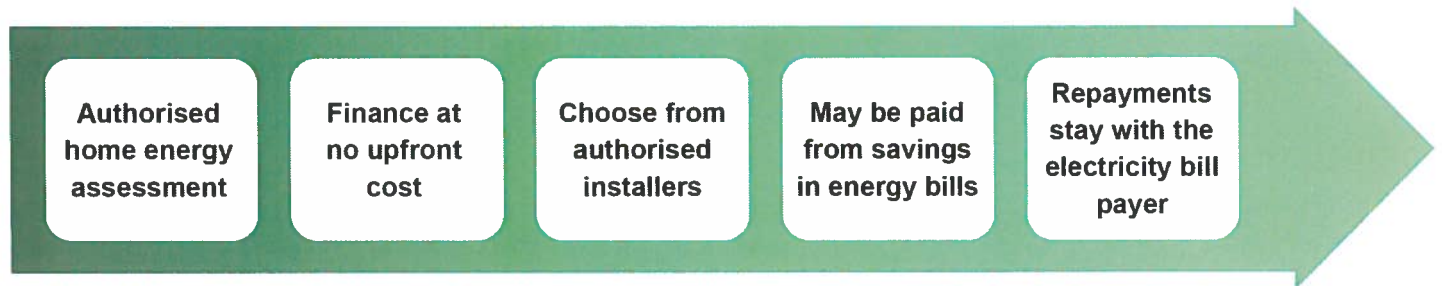 Authorised
home energy
assessment
Finance at
no upfront
cost
Choose from
authorised
installers
May be paid
from savings
in energy bills
Repayments
stay with the
electricity bill
payer